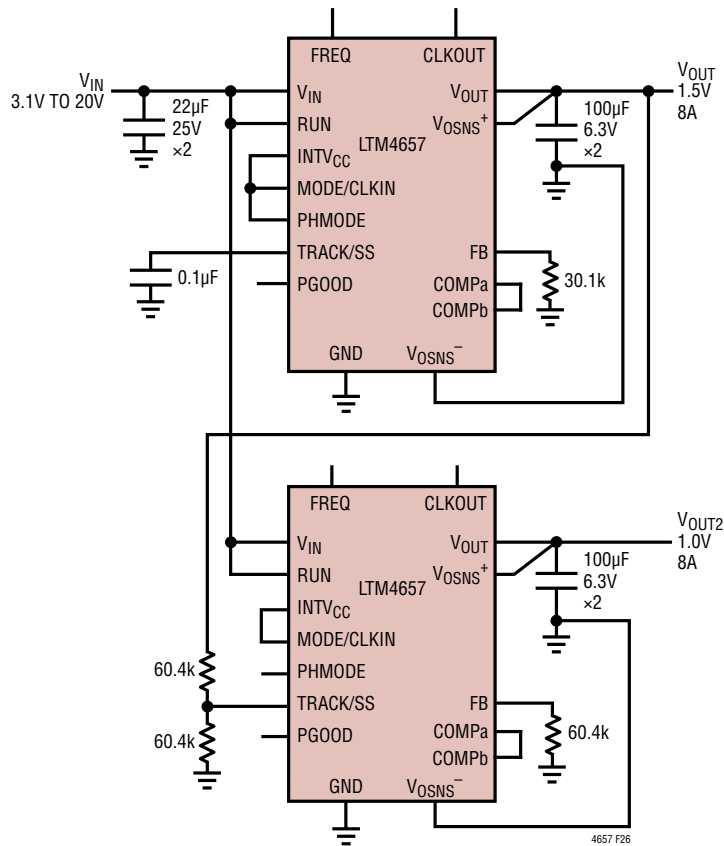 FREQ
CLKOUT
VIN
3.1V TO 20V
22µF
25V
×2
VIN
RUN
INTVCC
MODE/CLKIN
PHMODE
TRACK/SS
PGOOD
LTM4657
VOUT
VOSNS+
FB
COMPa
COMPb
GND
VOSNS–
0.1µF
100µF
6.3V
×2
30.1k
VOUT
1.5V
8A
FREQ
CLKOUT
VIN
RUN
INTVCC
MODE/CLKIN
PHMODE
TRACK/SS
PGOOD
LTM4657
VOUT
VOSNS+
FB
COMPa
COMPb
GND
VOSNS–
60.4k
60.4k
100µF
6.3V
×2
60.4k
VOUT2
1.0V
8A
4657 F26